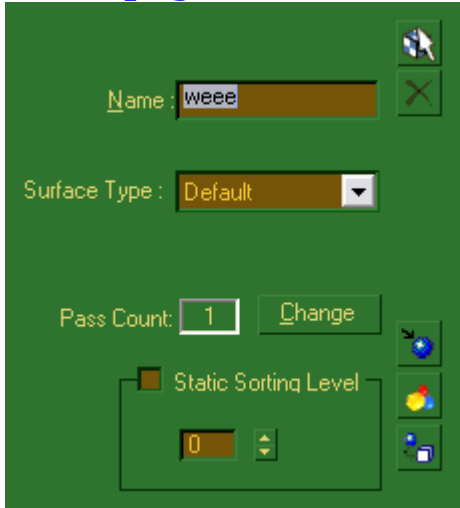 Name : weee
Surface Type : Default
Pass Count: 1 Change
Static Sorting Level
0